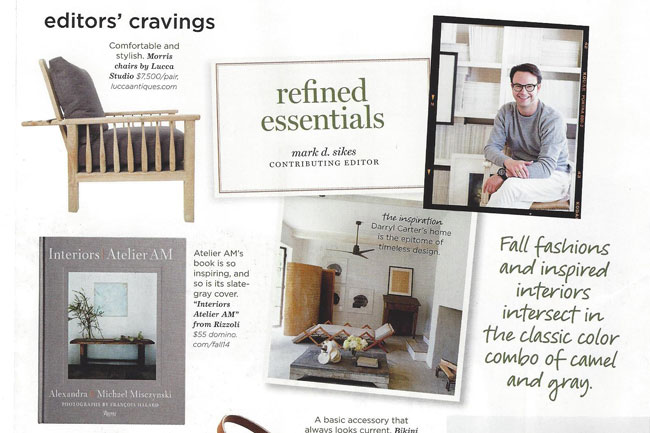 editors' cravings
Comfortable and
stylish. Morris
chairs by Lucca
Studio $7,500/pair,
luccaantiques.com
refined
essentials
mark d. sikes
CONTRIBUTING EDITOR
the inspiration
Darryl Carter's home
is the epitome of
timeless design.
Interiors Atelier AM
Alexandra & Michael Misczynski
PHOTOGRAPHS BY FRANÇOIS HALARD
Atelier AM's
book is so
inspiring, and
so is its slate-
gray cover.
"Interiors
Atelier AM"
from Rizzoli
$55 domino.
com/fall14
Fall fashions
and inspired
interiors
intersect in
the classic color
combo of camel
and gray.
A basic accessory that
always looks current. Bikini